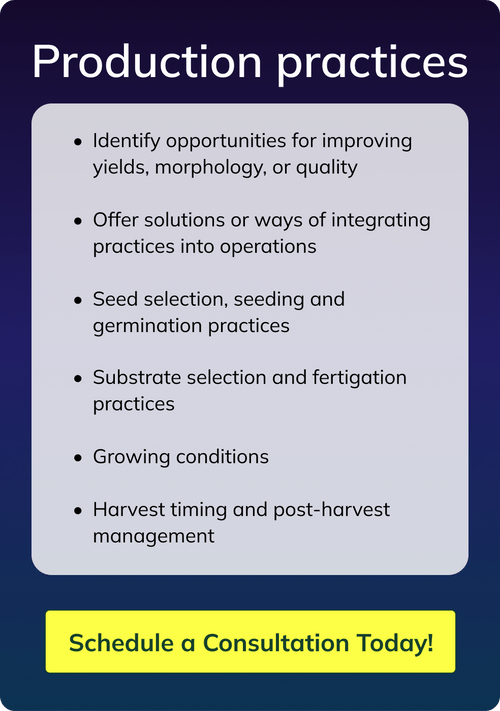 Production practices
• Identify opportunities for improving
yields, morphology, or quality
• Offer solutions or ways of integrating
practices into operations
• Seed selection, seeding and
germination practices
• Substrate selection and fertigation
practices
• Growing conditions
• Harvest timing and post-harvest
management
Schedule a Consultation Today!